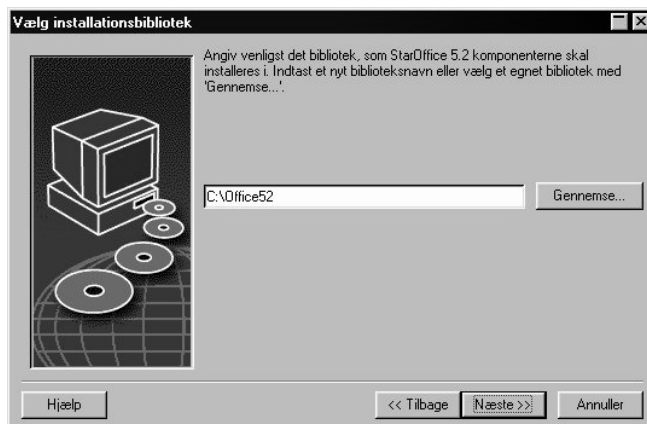 Vælg installationsbibliotek
Angiv venligst det bibliotek, som StarOffice 5.2 komponenterne skal
installeres i. Indtast et nyt biblioteksnavn eller vælg et egnet bibliotek med
'Gennemse...'.
C:\Office52
Gennemse...
Hjælp
<< Tilbage
Næste >>
Annuller